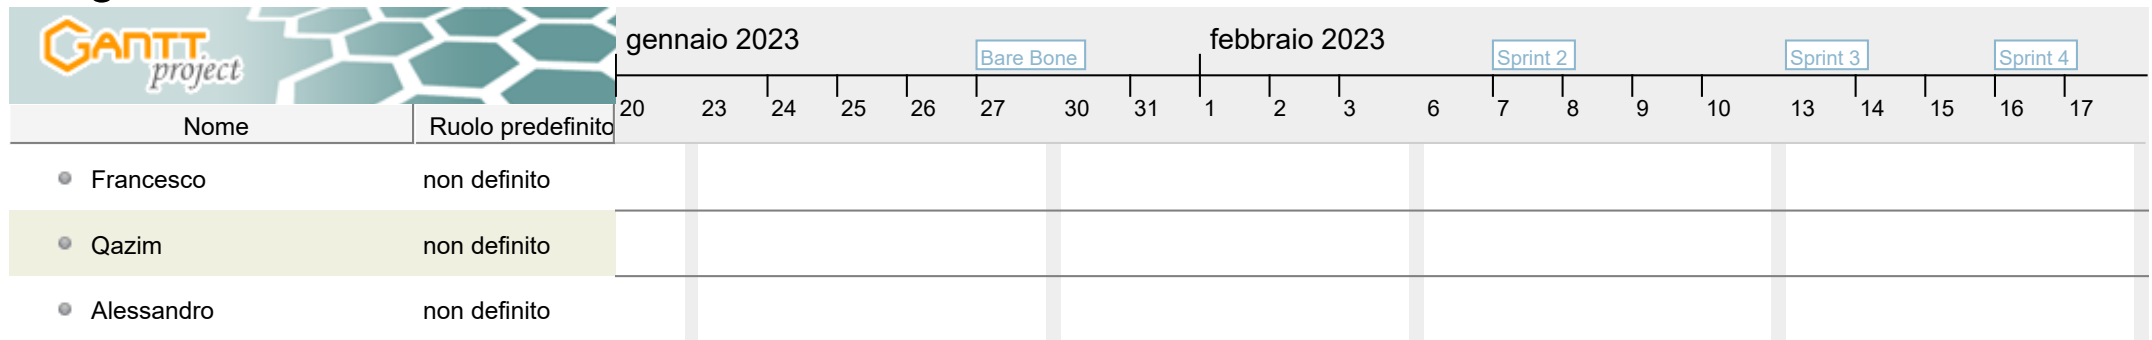 GANTT
project
gennaio 2023 febbraio 2023
Bare Bone Sprint 2 Sprint 3 Sprint 4
20 23 24 25 26 27 30 31 1 2 3 6 7 8 9 10 13 14 15 16 17
Nome Ruolo predefinito
Francesco non definito
Qazim non definito
Alessandro non definito